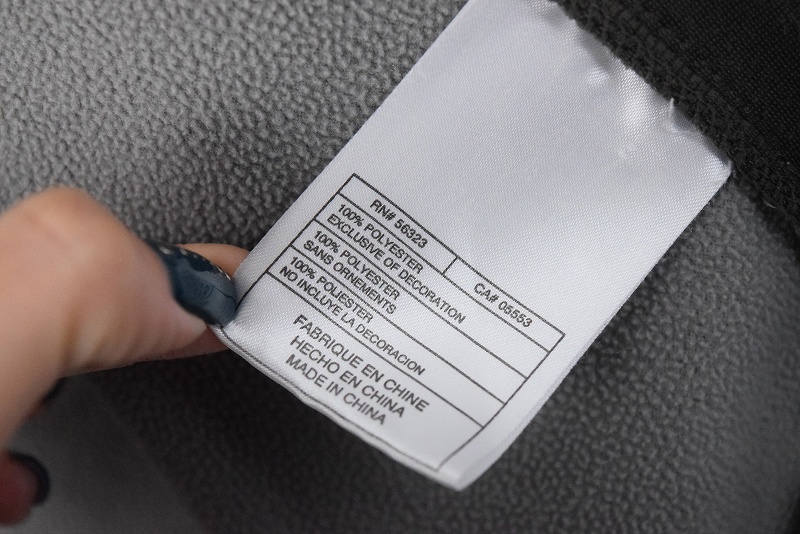 RN# 56323 CA# 05553
100% POLYESTER
EXCLUSIVE OF DECORATION
100% POLYESTER
SANS ORNEMENTS
100% POLIESTER
NO INCLUYE LA DECORACION
FABRIQUE EN CHINE
HECHO EN CHINA
MADE IN CHINA